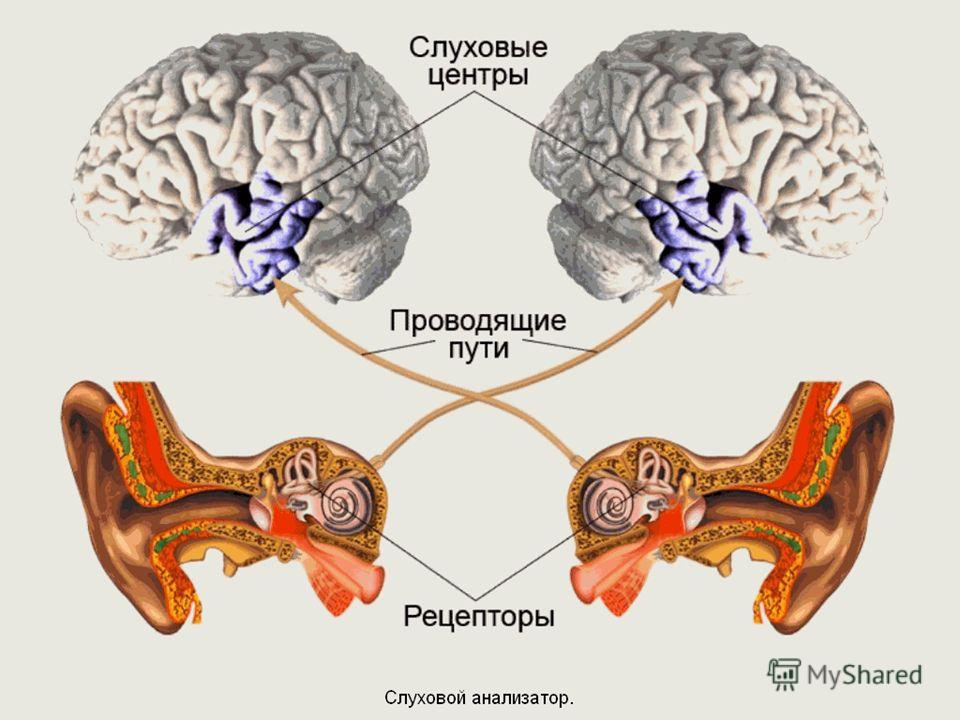 Слуховые
центры
Проводящие
пути
Рецепторы
MyShared
Слуховой анализатор.